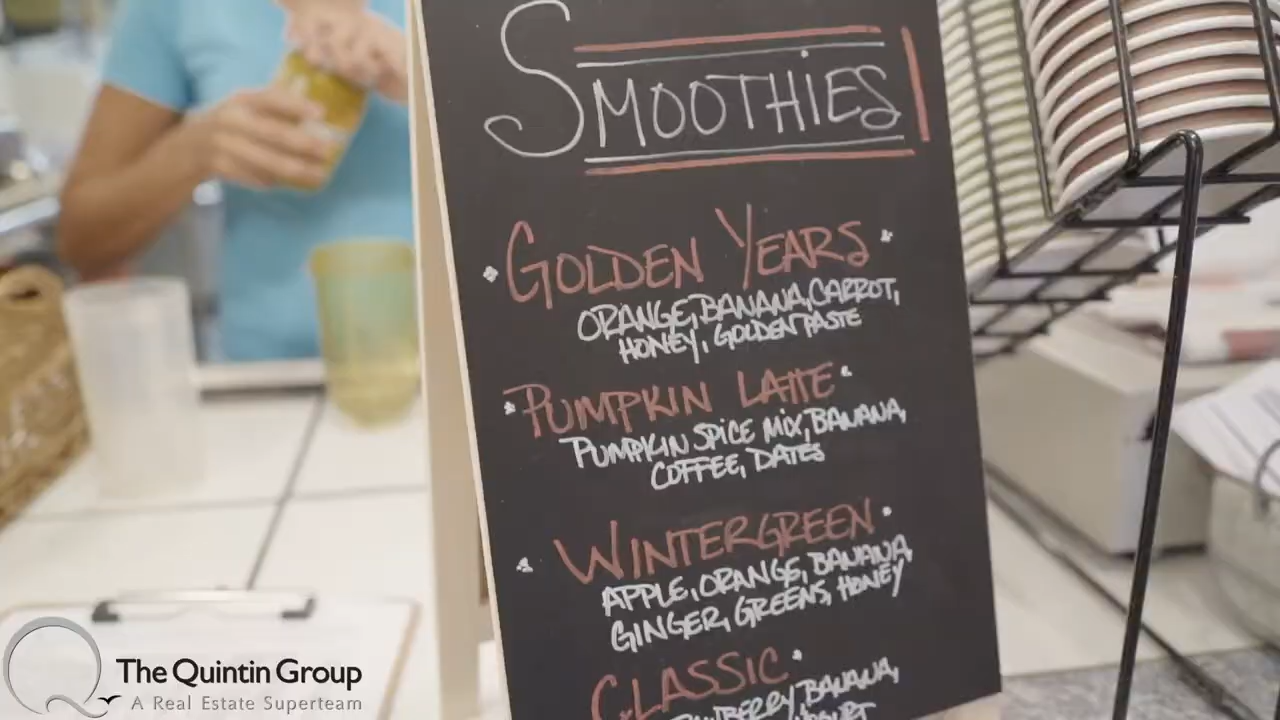 SMOOTHiES
GOLDEN YEARS
ORANGE, BANANA, CARROT,
HONEY, GOLDEN PASTE
PUMPKIN LATTE
PUMPKIN SPICE MIX, BANANA,
COFFEE, DATES
WINTERGREEN
APPLE, ORANGE, BANANA,
GINGER, GREENS, HONEY
CLASSIC
BANANA,
The Quintin Group
A Real Estate Superteam